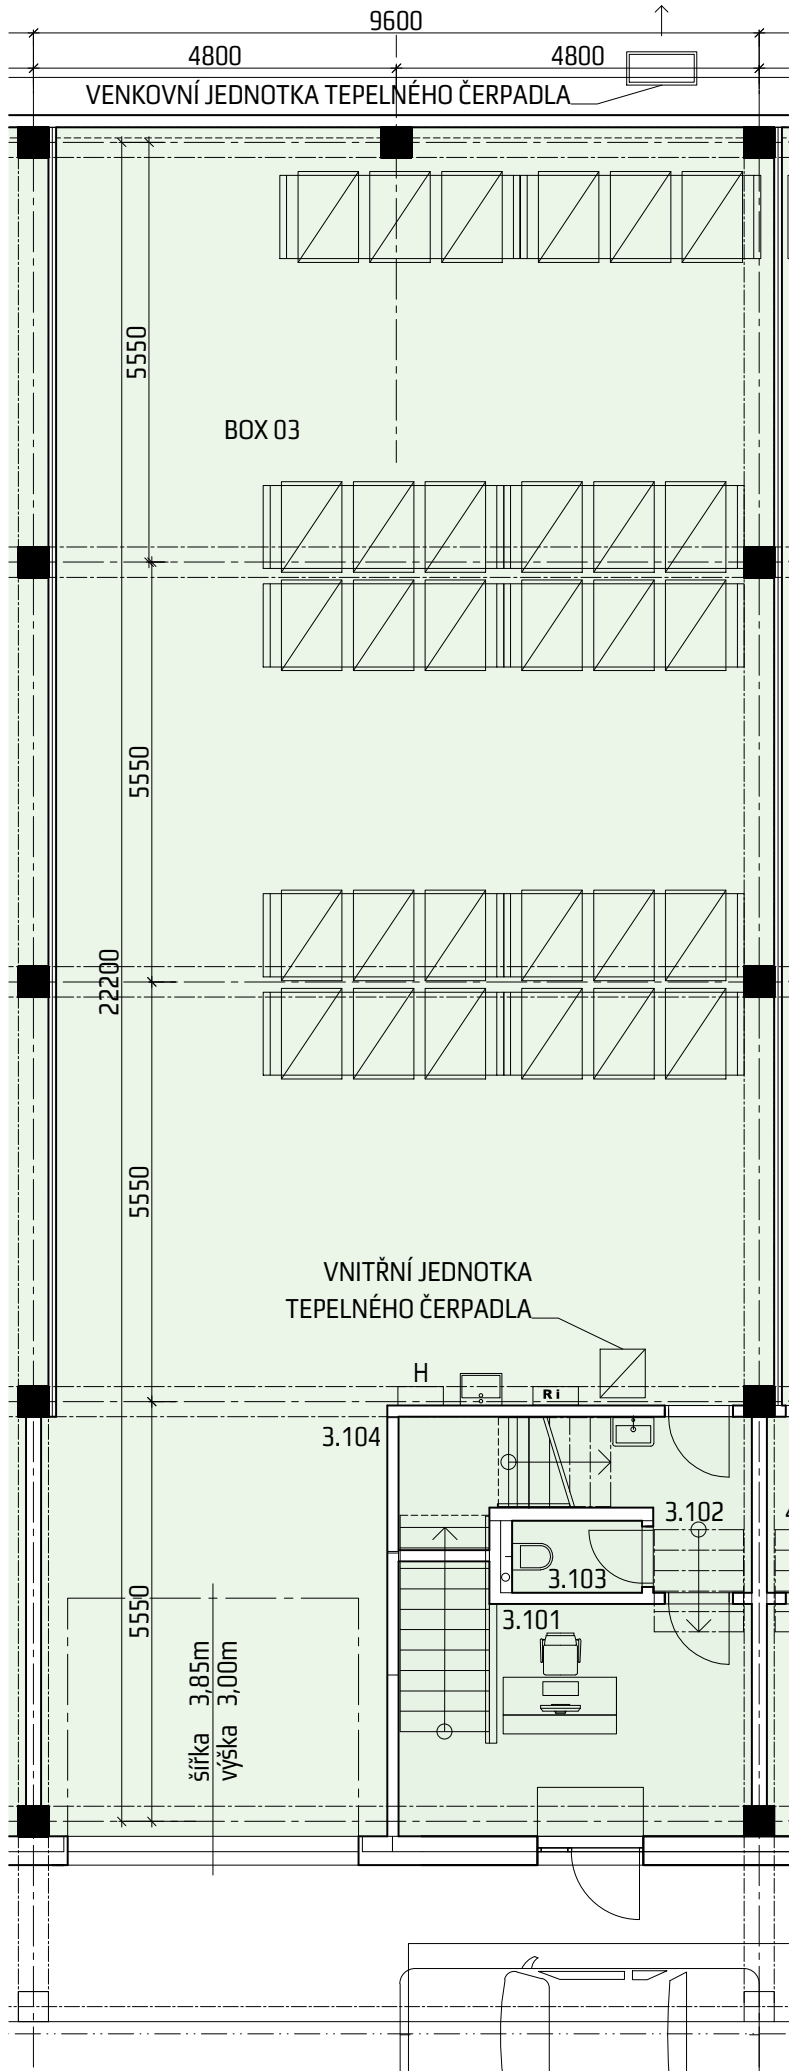 9600
4800
4800
VENKOVNÍ JEDNOTKA TEPELNÉHO ČERPADLA
5550
BOX 03
5550
22200
5550
VNITŘNÍ JEDNOTKA
TEPELNÉHO ČERPADLA
H
Ri
3.104
3.102
3.103
3.101
5550
šířka 3,85m
výška 3,00m